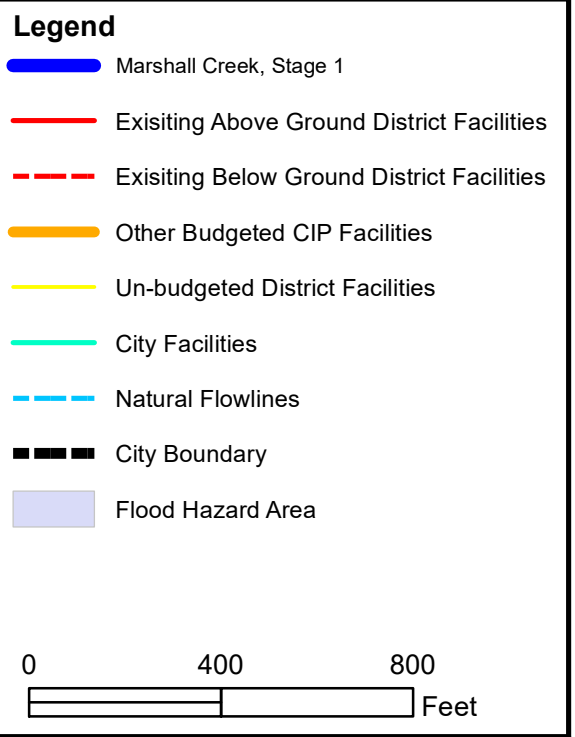 Legend
Marshall Creek, Stage 1
Exisiting Above Ground District Facilities
Exisiting Below Ground District Facilities
Other Budgeted CIP Facilities
Un-budgeted District Facilities
City Facilities
Natural Flowlines
City Boundary
Flood Hazard Area
0 400 800
Feet